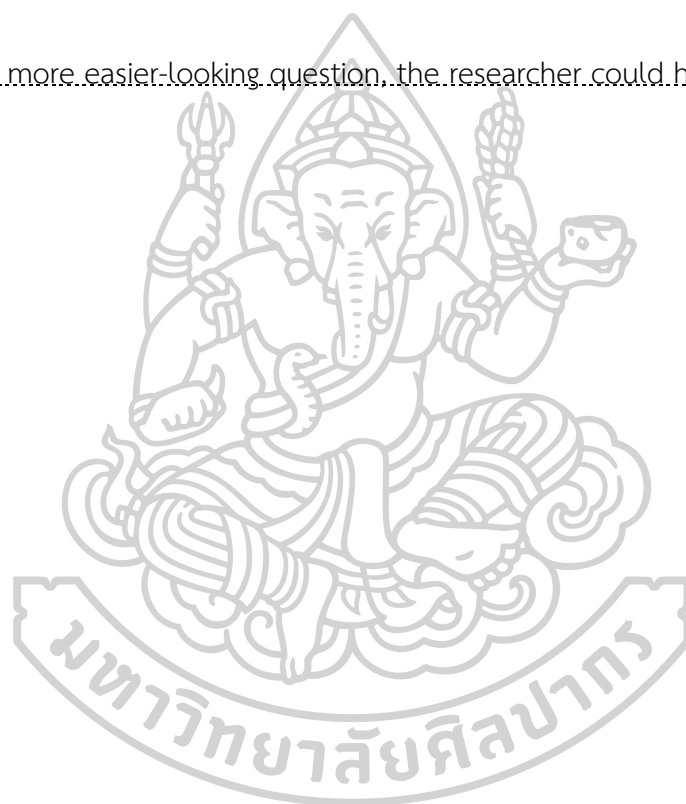 more easier-looking question, the researcher could h
มหาวิทยาลัยศิลปากร